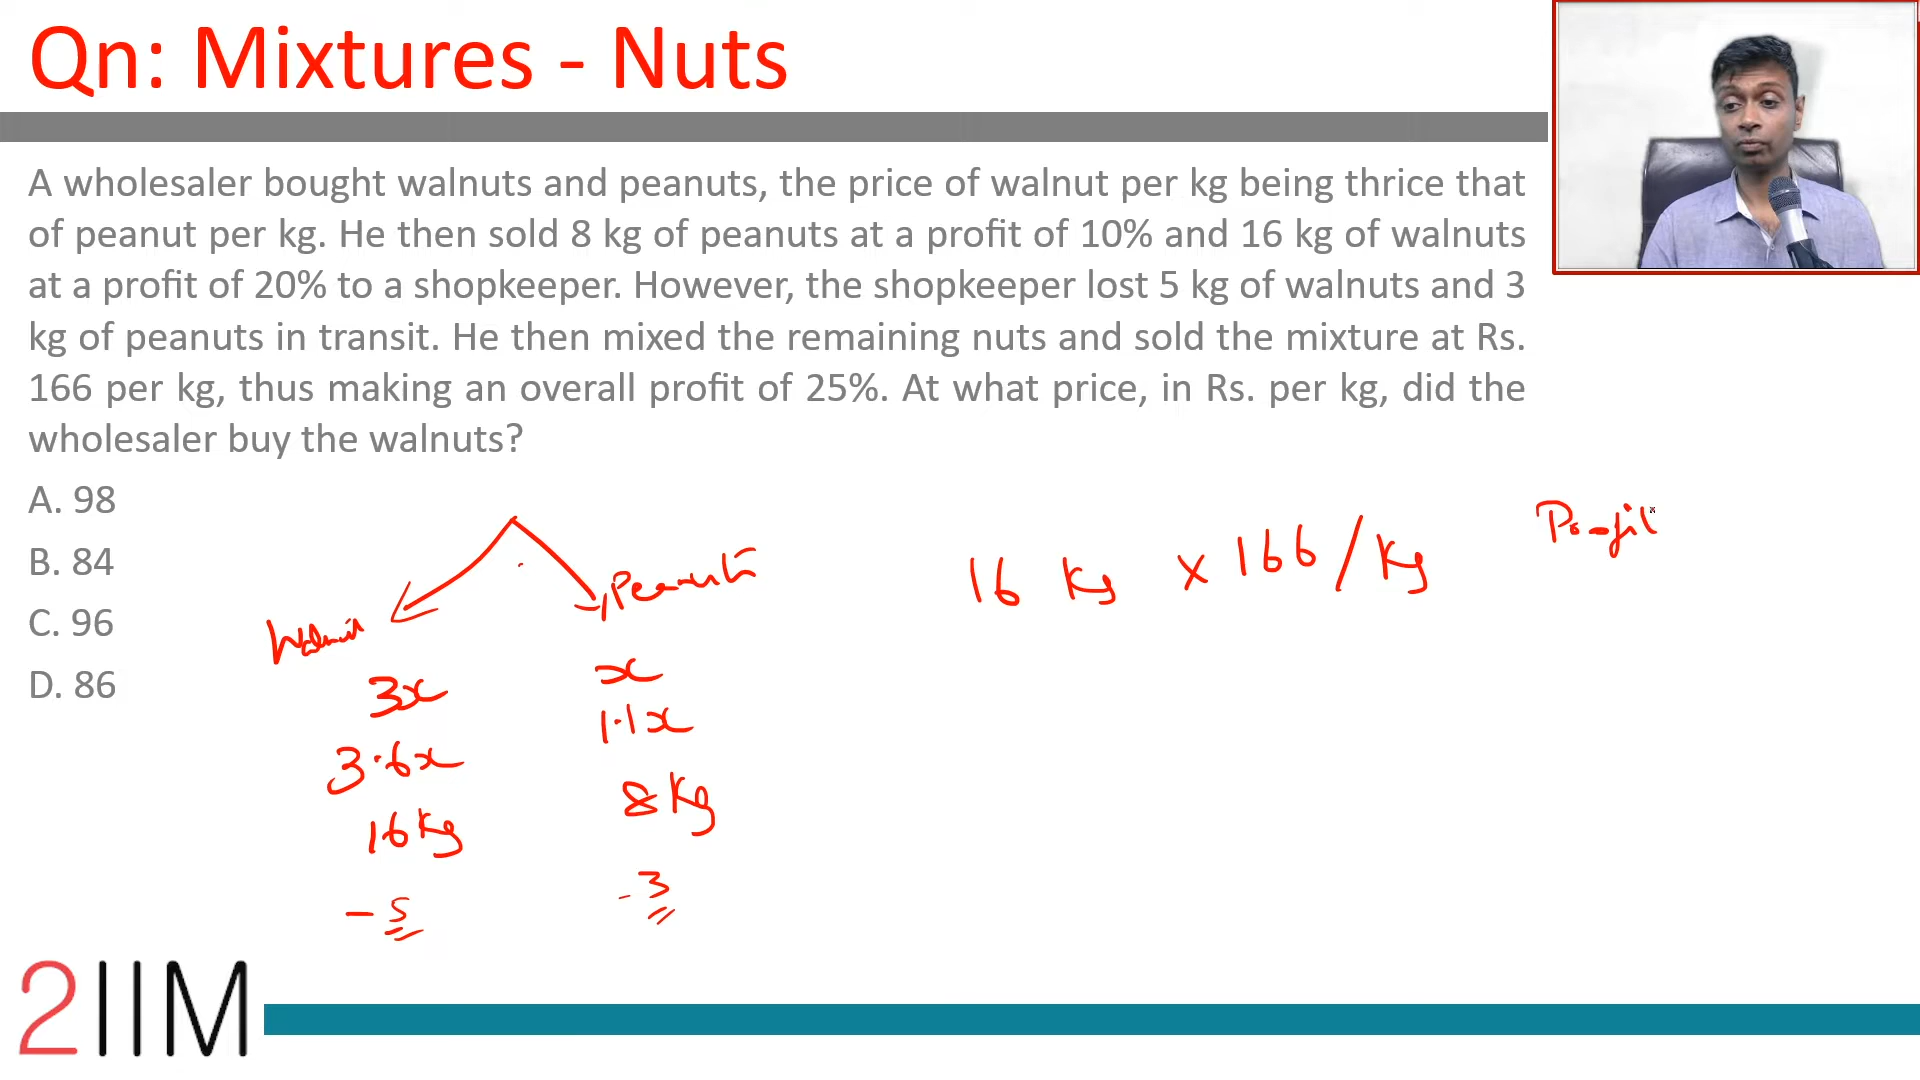 Qn: Mixtures - Nuts
A wholesaler bought walnuts and peanuts, the price of walnut per kg being thrice that
of peanut per kg. He then sold 8 kg of peanuts at a profit of 10% and 16 kg of walnuts
at a profit of 20% to a shopkeeper. However, the shopkeeper lost 5 kg of walnuts and 3
kg of peanuts in transit. He then mixed the remaining nuts and sold the mixture at Rs.
166 per kg, thus making an overall profit of 25%. At what price, in Rs. per kg, did the
wholesaler buy the walnuts?
A. 98
B. 84
C. 96
D. 86
Walnut
Peanuts
3x
x
3.6x
1.1x
16 kg
8 kg
- 5
- 3
16 kg x 166/kg
Profit
2IIM